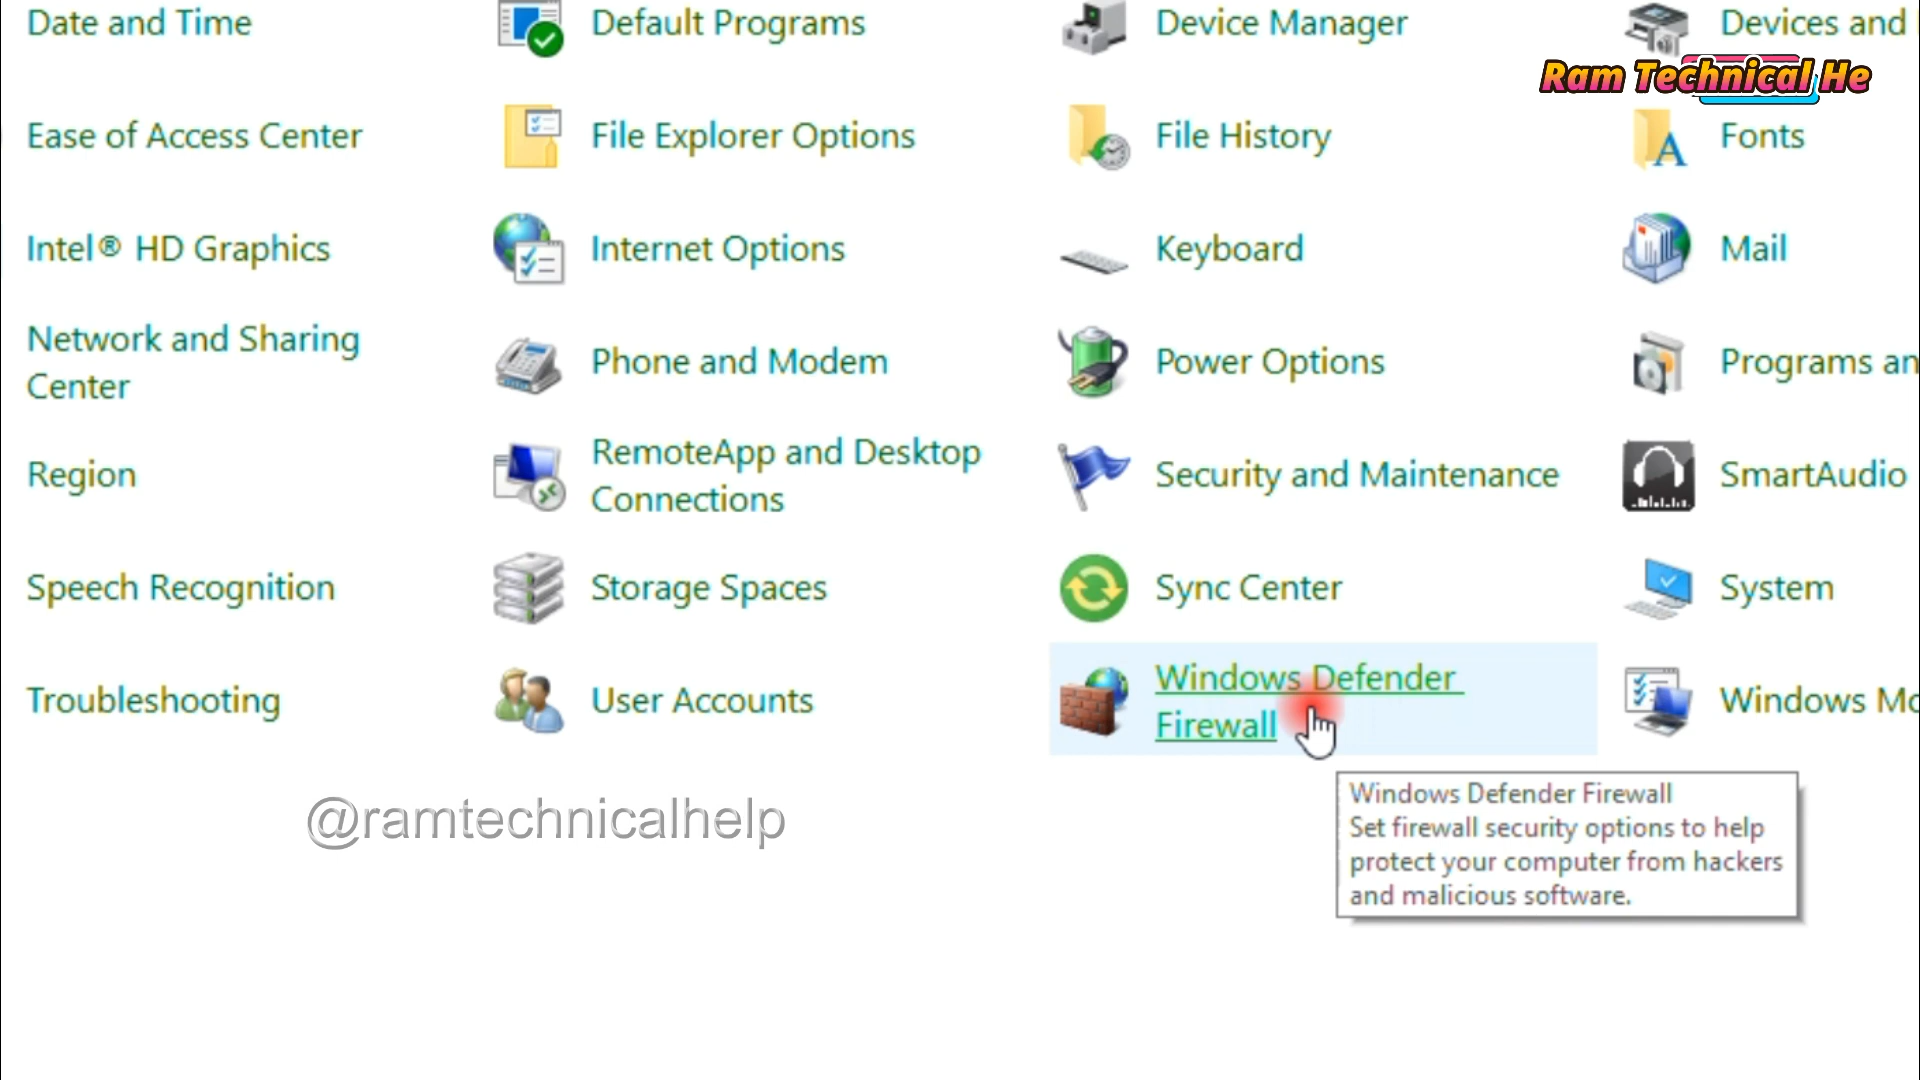 Date and Time
Default Programs
Device Manager
Devices and
Ram Technical He
Ease of Access Center
File Explorer Options
File History
Fonts
Intel® HD Graphics
Internet Options
Keyboard
Mail
Network and Sharing
Center
Phone and Modem
Power Options
Programs an
Region
RemoteApp and Desktop
Connections
Security and Maintenance
SmartAudio
Speech Recognition
Storage Spaces
Sync Center
System
Troubleshooting
User Accounts
Windows Defender
Firewall
Windows Mo
@ramtechnicalhelp
Windows Defender Firewall
Set firewall security options to help
protect your computer from hackers
and malicious software.